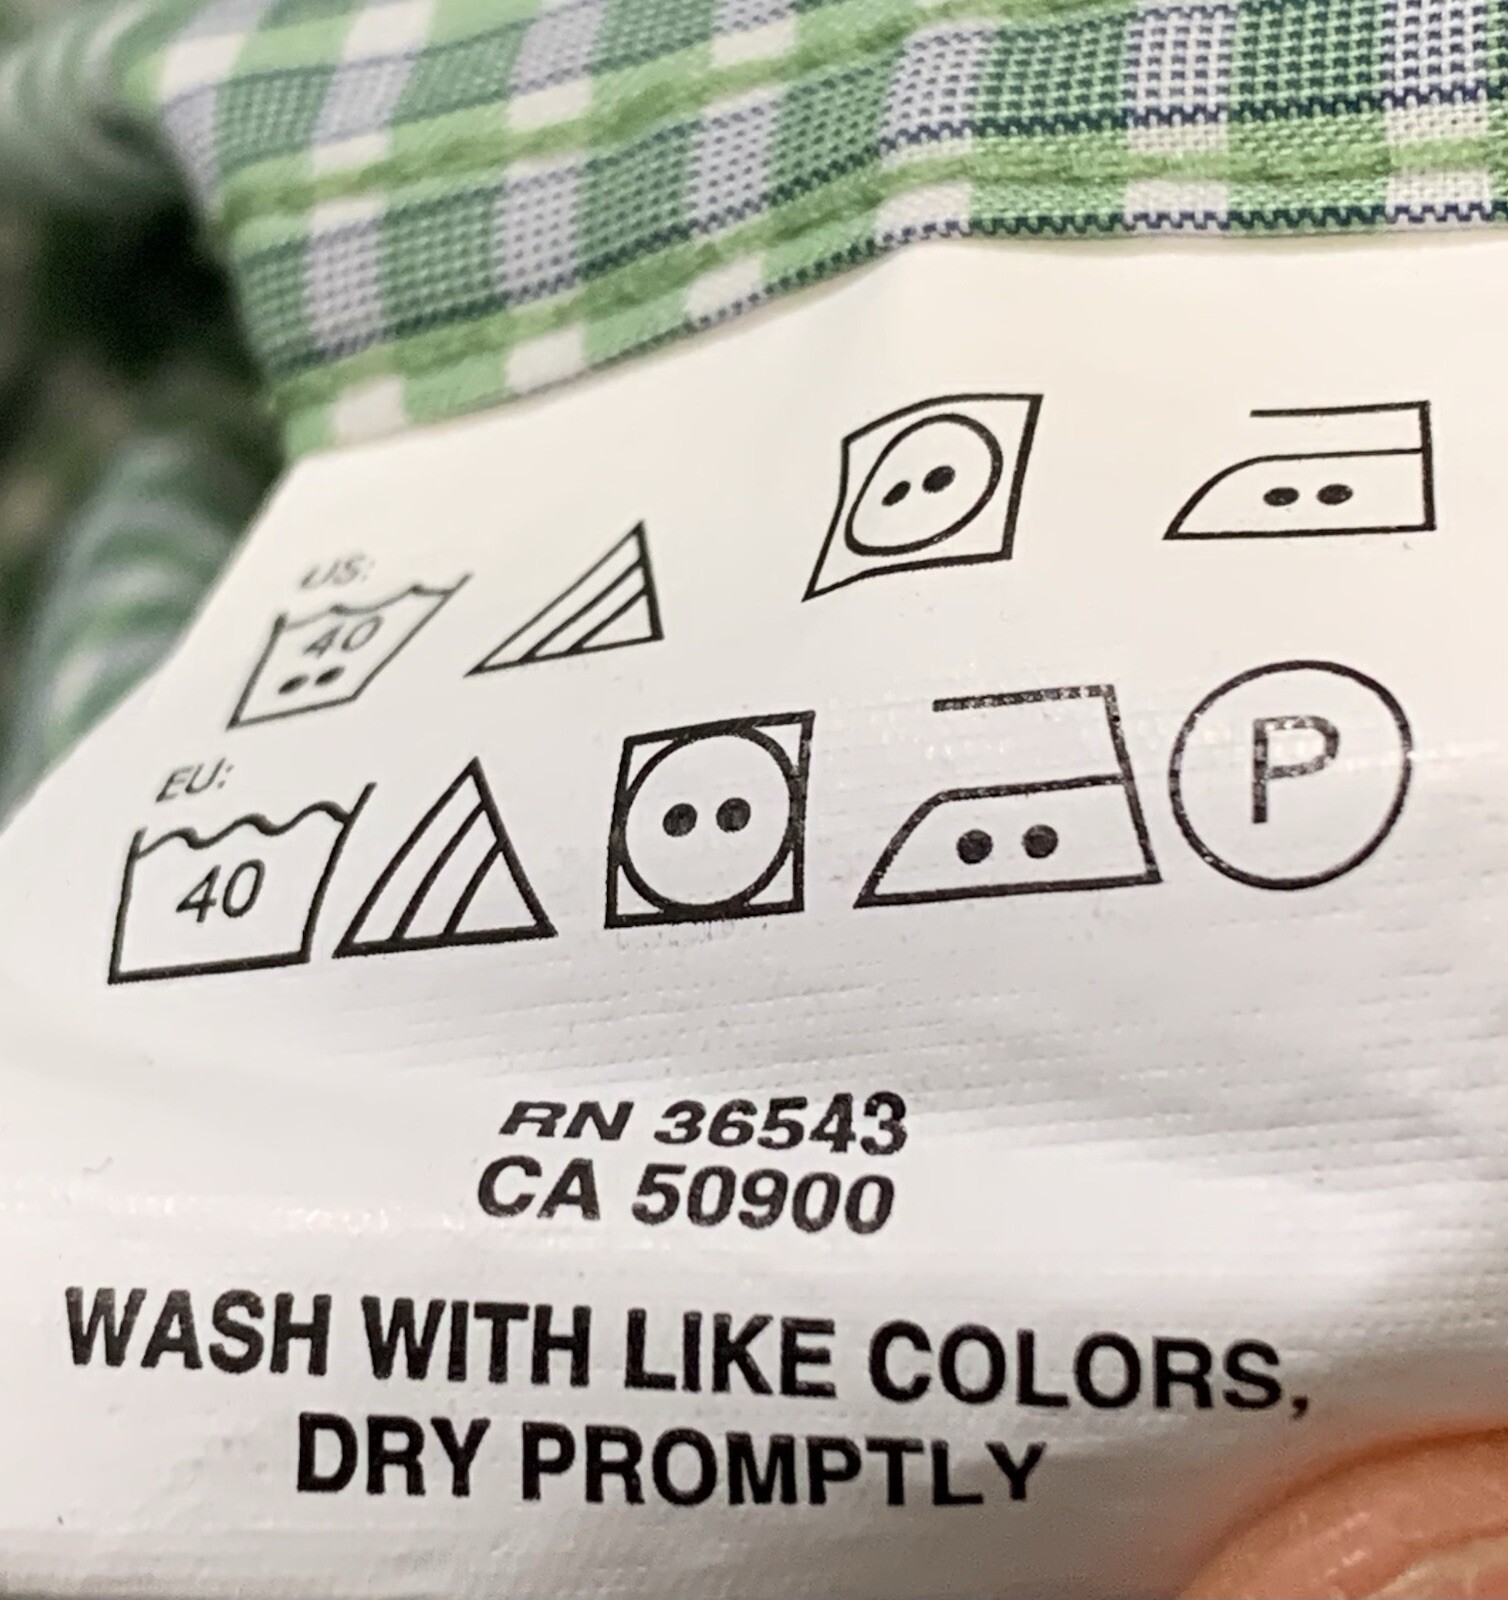 US:
40
EU:
40
P
RN 36543
CA 50900
WASH WITH LIKE COLORS,
DRY PROMPTLY